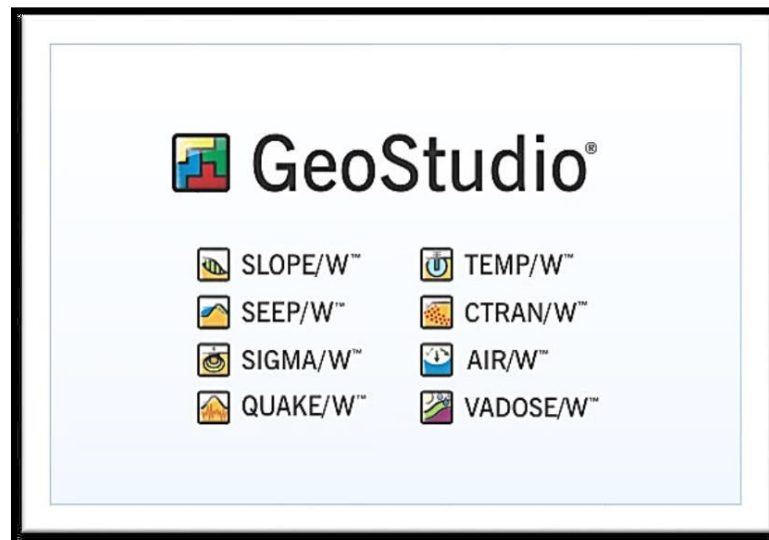 GeoStudio®
SLOPE/W™
SEEP/W™
SIGMA/W™
QUAKE/W™
TEMP/W™
CTRAN/W™
AIR/W™
VADOSE/W™